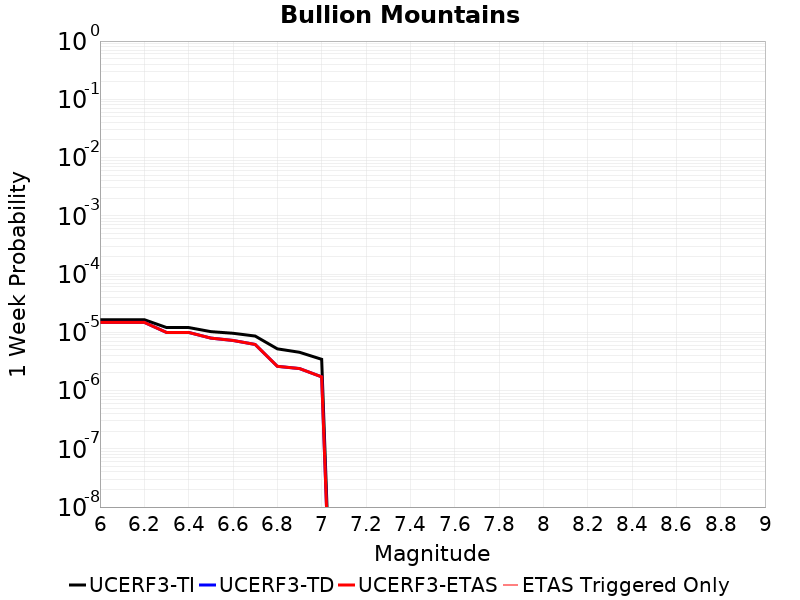 Bullion Mountains
1 Week Probability
10^0
10^-1
10^-2
10^-3
10^-4
10^-5
10^-6
10^-7
10^-8
6 6.2 6.4 6.6 6.8 7 7.2 7.4 7.6 7.8 8 8.2 8.4 8.6 8.8 9
Magnitude
UCERF3-TI UCERF3-TD UCERF3-ETAS ETAS Triggered Only